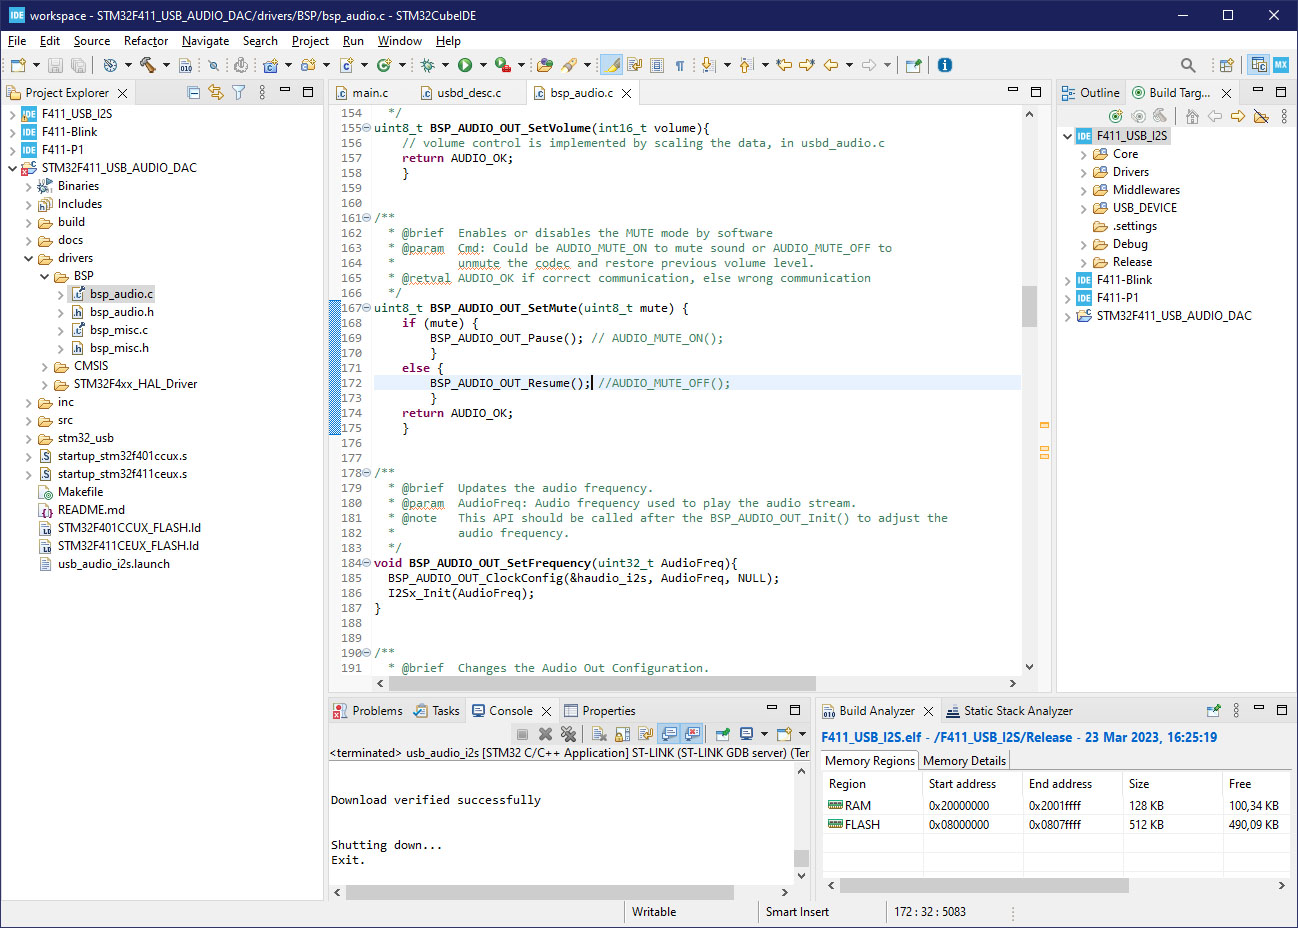 workspace - STM32F411_USB_AUDIO_DAC/drivers/BSP/bsp_audio.c - STM32CubeIDE
File Edit Source Refactor Navigate Search Project Run Window Help
Project Explorer
F411_USB_I2S
F411-Blink
F411-P1
STM32F411_USB_AUDIO_DAC
Binaries
Includes
build
docs
drivers
BSP
bsp_audio.c
bsp_audio.h
bsp_misc.c
bsp_misc.h
CMSIS
STM32F4xx_HAL_Driver
inc
src
stm32_usb
startup_stm32f401ccux.s
startup_stm32f411ceux.s
Makefile
README.md
STM32F401CCUX_FLASH.ld
STM32F411CEUX_FLASH.ld
usb_audio_i2s.launch
main.c usbd_desc.c bsp_audio.c
154 */
155 uint8_t BSP_AUDIO_OUT_SetVolume(int16_t volume){
156 // volume control is implemented by scaling the data, in usbd_audio.c
157 return AUDIO_OK;
158 }
159
160
161 /**
162 * @brief Enables or disables the MUTE mode by software
163 * @param Cmd: Could be AUDIO_MUTE_ON to mute sound or AUDIO_MUTE_OFF to
164 * unmute the codec and restore previous volume level.
165 * @retval AUDIO_OK if correct communication, else wrong communication
166 */
167 uint8_t BSP_AUDIO_OUT_SetMute(uint8_t mute) {
168 if (mute) {
169 BSP_AUDIO_OUT_Pause(); // AUDIO_MUTE_ON();
170 }
171 else {
172 BSP_AUDIO_OUT_Resume(); //AUDIO_MUTE_OFF();
173 }
174 return AUDIO_OK;
175 }
176
177
178 /**
179 * @brief Updates the audio frequency.
180 * @param AudioFreq: Audio frequency used to play the audio stream.
181 * @note This API should be called after the BSP_AUDIO_OUT_Init() to adjust the
182 * audio frequency.
183 */
184 void BSP_AUDIO_OUT_SetFrequency(uint32_t AudioFreq){
185 BSP_AUDIO_OUT_ClockConfig(&haudio_i2s, AudioFreq, NULL);
186 I2Sx_Init(AudioFreq);
187 }
188
189
190 /**
191 * @brief Changes the Audio Out Configuration.
Outline Build Targ...
F411_USB_I2S
Core
Drivers
Middlewares
USB_DEVICE
.settings
Debug
Release
F411-Blink
F411-P1
STM32F411_USB_AUDIO_DAC
Problems Tasks Console Properties
<terminated> usb_audio_i2s [STM32 C/C++ Application] ST-LINK (ST-LINK GDB server) (Ter
Download verified successfully
Shutting down...
Exit.
Build Analyzer Static Stack Analyzer
F411_USB_I2S.elf - /F411_USB_I2S/Release - 23 Mar 2023, 16:25:19
Memory Regions Memory Details
Region Start address End address Size Free
RAM 0x20000000 0x2001ffff 128 KB 100,34 KB
FLASH 0x08000000 0x0807ffff 512 KB 490,09 KB
Writable Smart Insert 172 : 32 : 5083